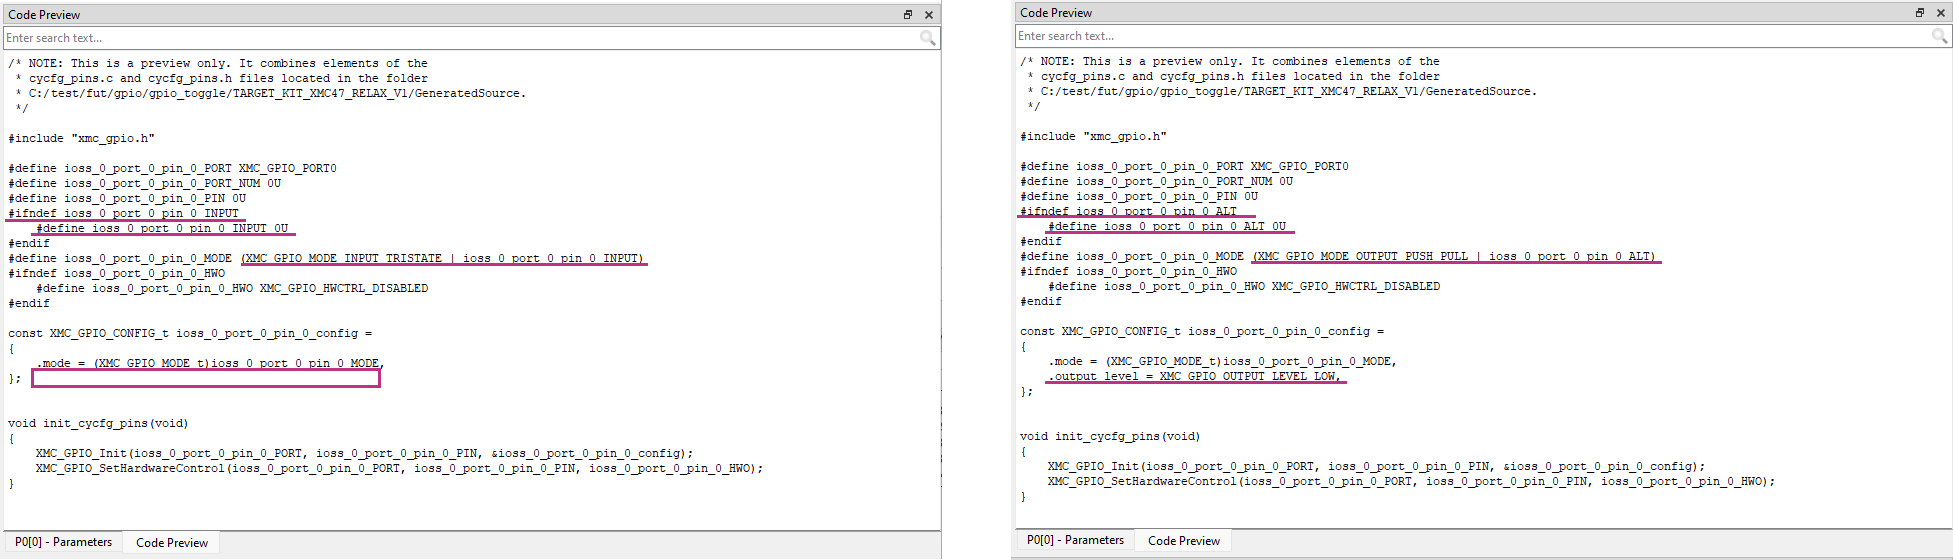 Code Preview
Enter search text...
/* NOTE: This is a preview only. It combines elements of the
 * cycfg_pins.c and cycfg_pins.h files located in the folder
 * C:/test/fut/gpio/gpio_toggle/TARGET_KIT_XMC47_RELAX_V1/GeneratedSource.
 */
#include "xmc_gpio.h"
#define ioss_0_port_0_pin_0_PORT XMC_GPIO_PORT0
#define ioss_0_port_0_pin_0_PORT_NUM 0U
#define ioss_0_port_0_pin_0_PIN 0U
#ifndef ioss_0_port_0_pin_0_INPUT
    #define ioss_0_port_0_pin_0_INPUT 0U
#endif
#define ioss_0_port_0_pin_0_MODE (XMC_GPIO_MODE_INPUT_TRISTATE | ioss_0_port_0_pin_0_INPUT)
#ifndef ioss_0_port_0_pin_0_HWO
    #define ioss_0_port_0_pin_0_HWO XMC_GPIO_HWCTRL_DISABLED
#endif
const XMC_GPIO_CONFIG_t ioss_0_port_0_pin_0_config =
{
    .mode = (XMC_GPIO_MODE_t)ioss_0_port_0_pin_0_MODE,
};
void init_cycfg_pins(void)
{
    XMC_GPIO_Init(ioss_0_port_0_pin_0_PORT, ioss_0_port_0_pin_0_PIN, &ioss_0_port_0_pin_0_config);
    XMC_GPIO_SetHardwareControl(ioss_0_port_0_pin_0_PORT, ioss_0_port_0_pin_0_PIN, ioss_0_port_0_pin_0_HWO);
}
P0[0] - Parameters
Code Preview
Code Preview
Enter search text...
/* NOTE: This is a preview only. It combines elements of the
 * cycfg_pins.c and cycfg_pins.h files located in the folder
 * C:/test/fut/gpio/gpio_toggle/TARGET_KIT_XMC47_RELAX_V1/GeneratedSource.
 */
#include "xmc_gpio.h"
#define ioss_0_port_0_pin_0_PORT XMC_GPIO_PORT0
#define ioss_0_port_0_pin_0_PORT_NUM 0U
#define ioss_0_port_0_pin_0_PIN 0U
#ifndef ioss_0_port_0_pin_0_ALT
    #define ioss_0_port_0_pin_0_ALT 0U
#endif
#define ioss_0_port_0_pin_0_MODE (XMC_GPIO_MODE_OUTPUT_PUSH_PULL | ioss_0_port_0_pin_0_ALT)
#ifndef ioss_0_port_0_pin_0_HWO
    #define ioss_0_port_0_pin_0_HWO XMC_GPIO_HWCTRL_DISABLED
#endif
const XMC_GPIO_CONFIG_t ioss_0_port_0_pin_0_config =
{
    .mode = (XMC_GPIO_MODE_t)ioss_0_port_0_pin_0_MODE,
    .output_level = XMC_GPIO_OUTPUT_LEVEL_LOW,
};
void init_cycfg_pins(void)
{
    XMC_GPIO_Init(ioss_0_port_0_pin_0_PORT, ioss_0_port_0_pin_0_PIN, &ioss_0_port_0_pin_0_config);
    XMC_GPIO_SetHardwareControl(ioss_0_port_0_pin_0_PORT, ioss_0_port_0_pin_0_PIN, ioss_0_port_0_pin_0_HWO);
}
P0[0] - Parameters
Code Preview